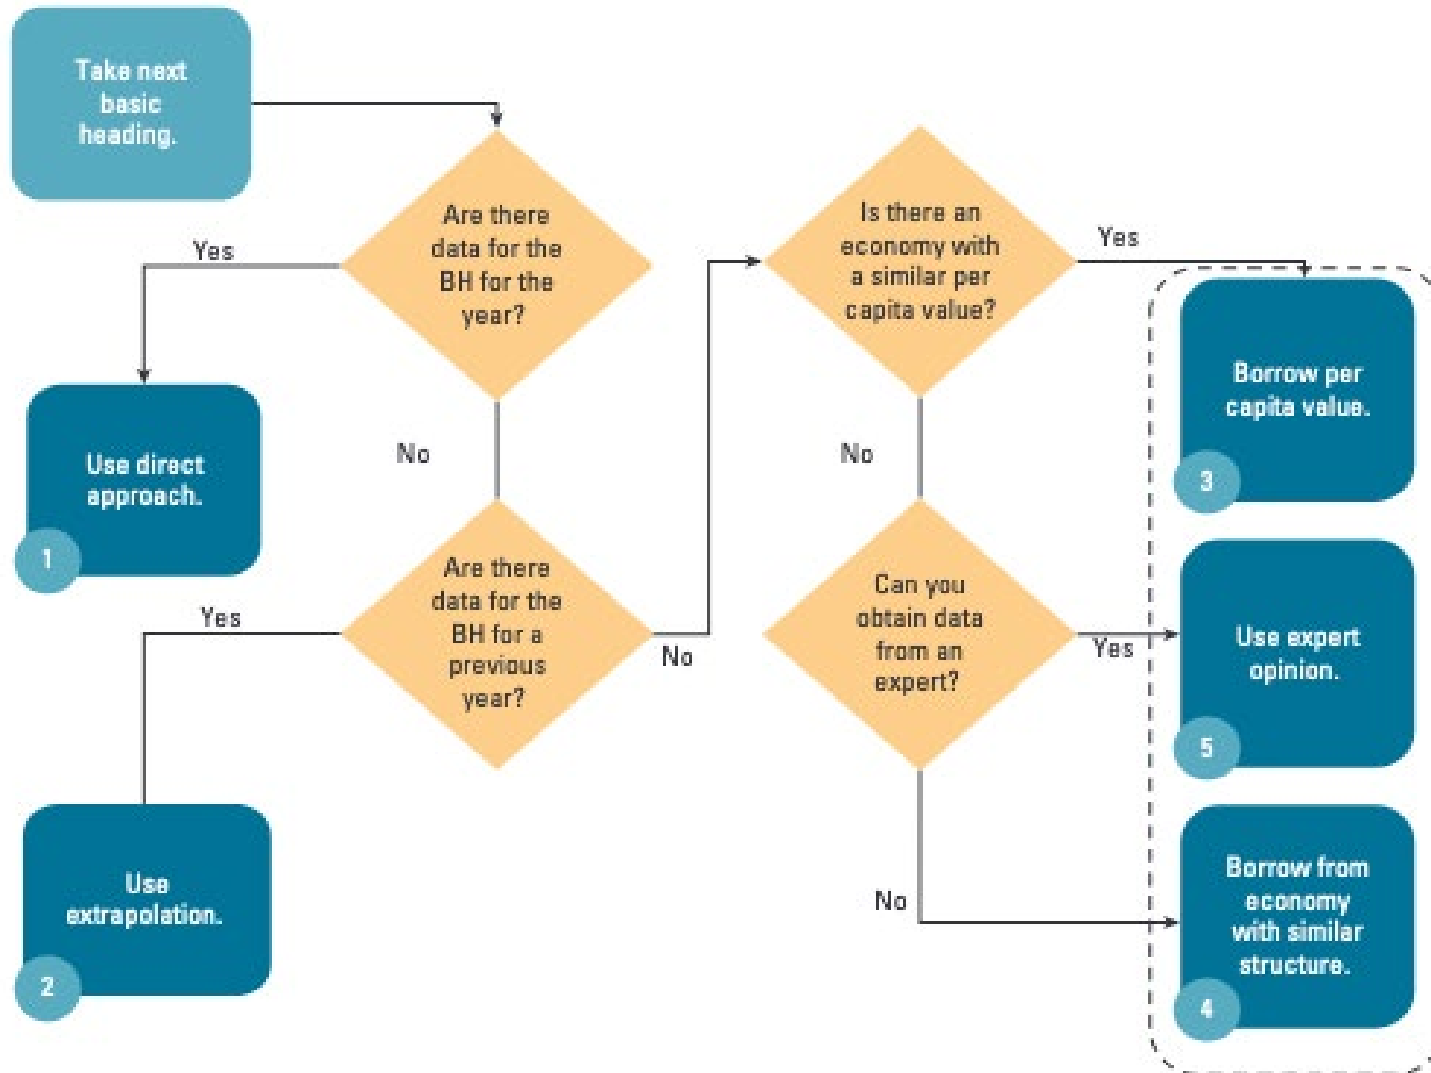 Take next
basic
heading.
Are there
data for the
BH for the
year?
Yes
Use direct
approach.
1
No
Are there
data for the
BH for a
previous
year?
Yes
Use
extrapolation.
2
No
Is there an
economy with
a similar per
capita value?
Yes
Borrow per
capita value.
3
No
Can you
obtain data
from an
expert?
Yes
Use expert
opinion.
5
No
Borrow from
economy
with similar
structure.
4